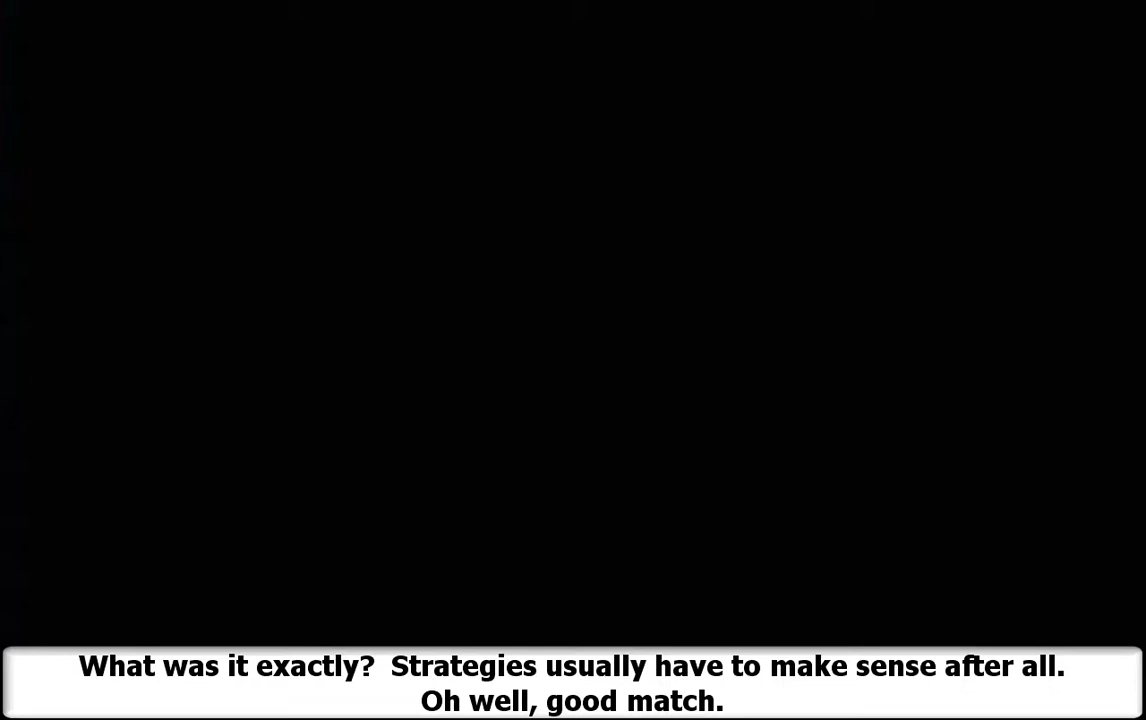 What was it exactly?  Strategies usually have to make sense after all.
Oh well, good match.